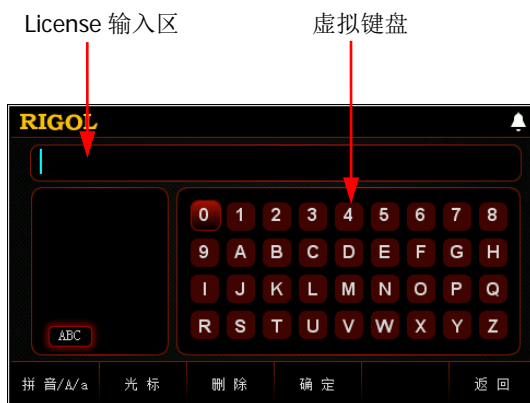 License 输入区 虚拟键盘
RIGOL
0 1 2 3 4 5 6 7 8
9 A B C D E F G H
I J K L M N O P Q
R S T U V W X Y Z
ABC
拼音/A/a 光标 删除 确定 返回